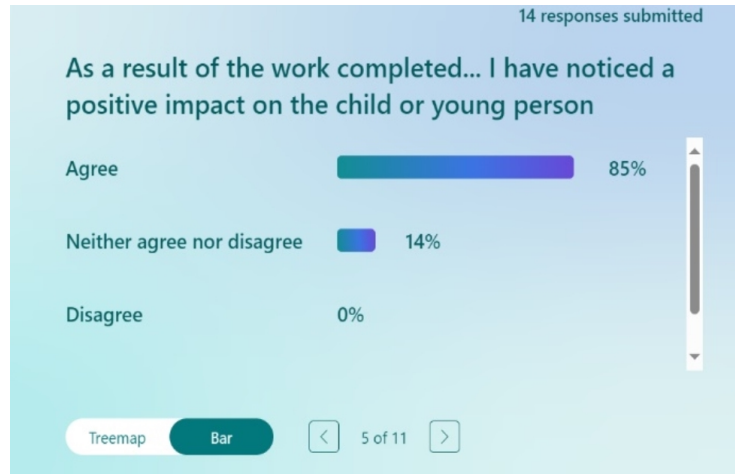 14 responses submitted
As a result of the work completed... I have noticed a
positive impact on the child or young person
Agree 85%
Neither agree nor disagree 14%
Disagree 0%
Treemap Bar 5 of 11